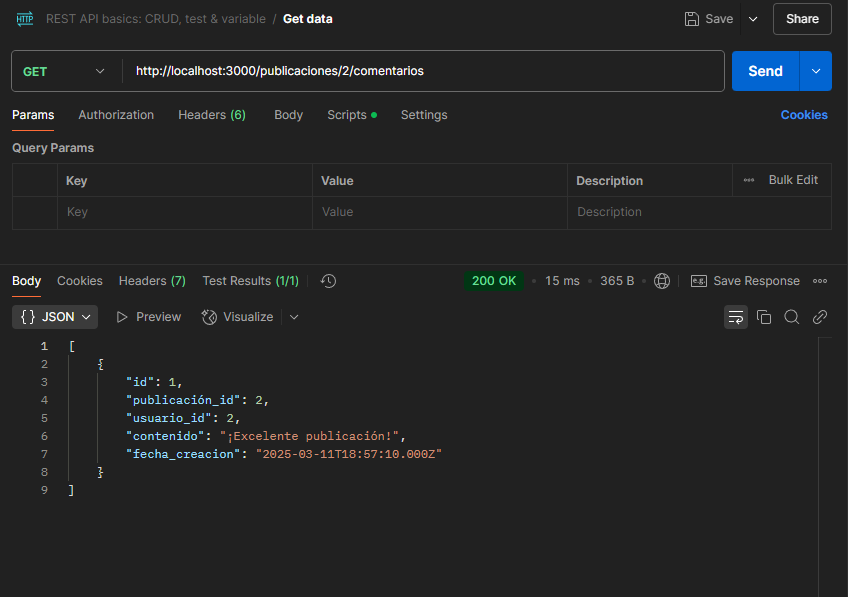 HTTP REST API basics: CRUD, test & variable / Get data Save Share
GET http://localhost:3000/publicaciones/2/comentarios Send
Params Authorization Headers (6) Body Scripts Settings Cookies
Query Params
Key Value Description Bulk Edit
Key Value Description
Body Cookies Headers (7) Test Results (1/1) 200 OK 15 ms 365 B e.g. Save Response
{} JSON Preview Visualize
1 [
2 {
3 "id": 1,
4 "publicación_id": 2,
5 "usuario_id": 2,
6 "contenido": "¡Excelente publicación!",
7 "fecha_creacion": "2025-03-11T18:57:10.000Z"
8 }
9 ]